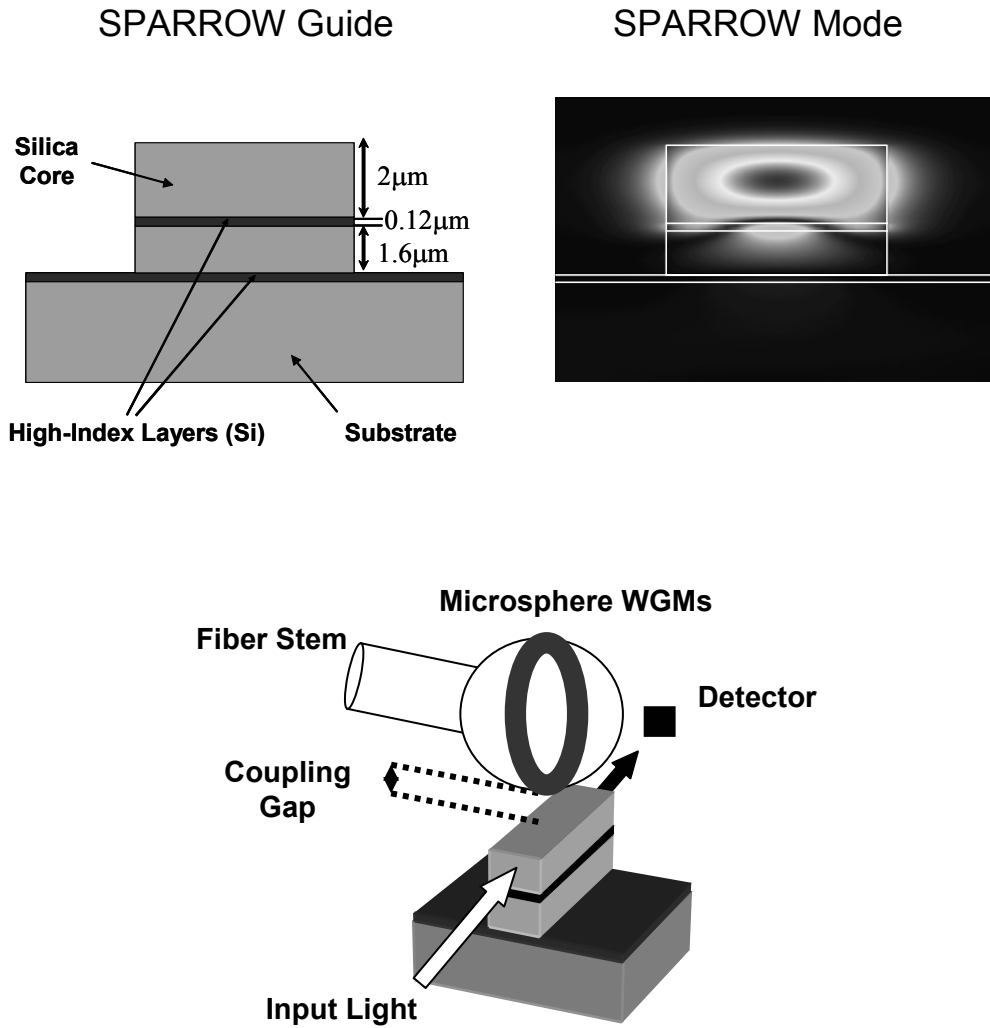 SPARROW Guide
SPARROW Mode
Silica
Core
2μm
0.12μm
1.6μm
High-Index Layers (Si)
Substrate
Microsphere WGMs
Fiber Stem
Detector
Coupling
Gap
Input Light